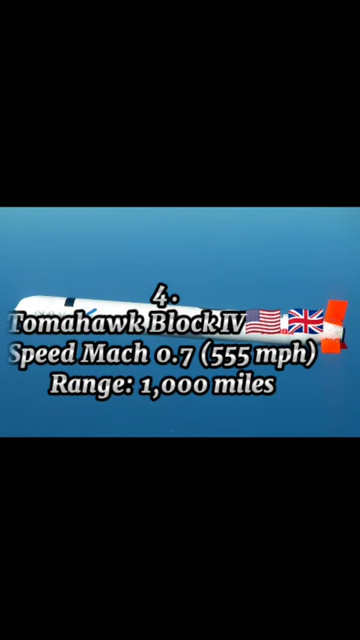 4.
Tomahawk Block IV🇺🇸🇬🇧
Speed Mach 0.7 (555 mph)
Range: 1,000 miles